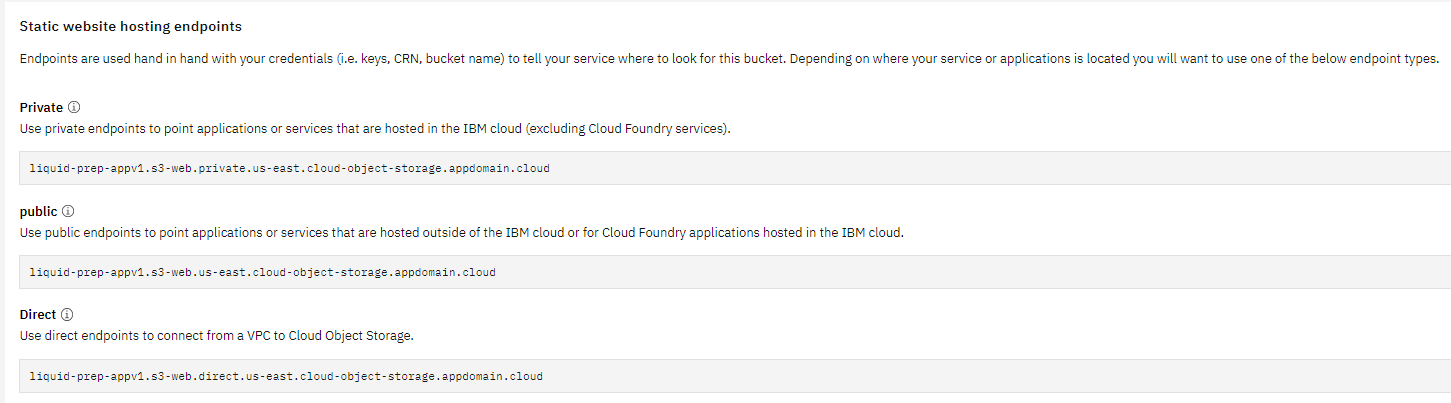 Static website hosting endpoints
Endpoints are used hand in hand with your credentials (i.e. keys, CRN, bucket name) to tell your service where to look for this bucket. Depending on where your service or applications is located you will want to use one of the below endpoint types.
Private
Use private endpoints to point applications or services that are hosted in the IBM cloud (excluding Cloud Foundry services).
liquid-prep-appv1.s3-web.private.us-east.cloud-object-storage.appdomain.cloud
public
Use public endpoints to point applications or services that are hosted outside of the IBM cloud or for Cloud Foundry applications hosted in the IBM cloud.
liquid-prep-appv1.s3-web.us-east.cloud-object-storage.appdomain.cloud
Direct
Use direct endpoints to connect from a VPC to Cloud Object Storage.
liquid-prep-appv1.s3-web.direct.us-east.cloud-object-storage.appdomain.cloud